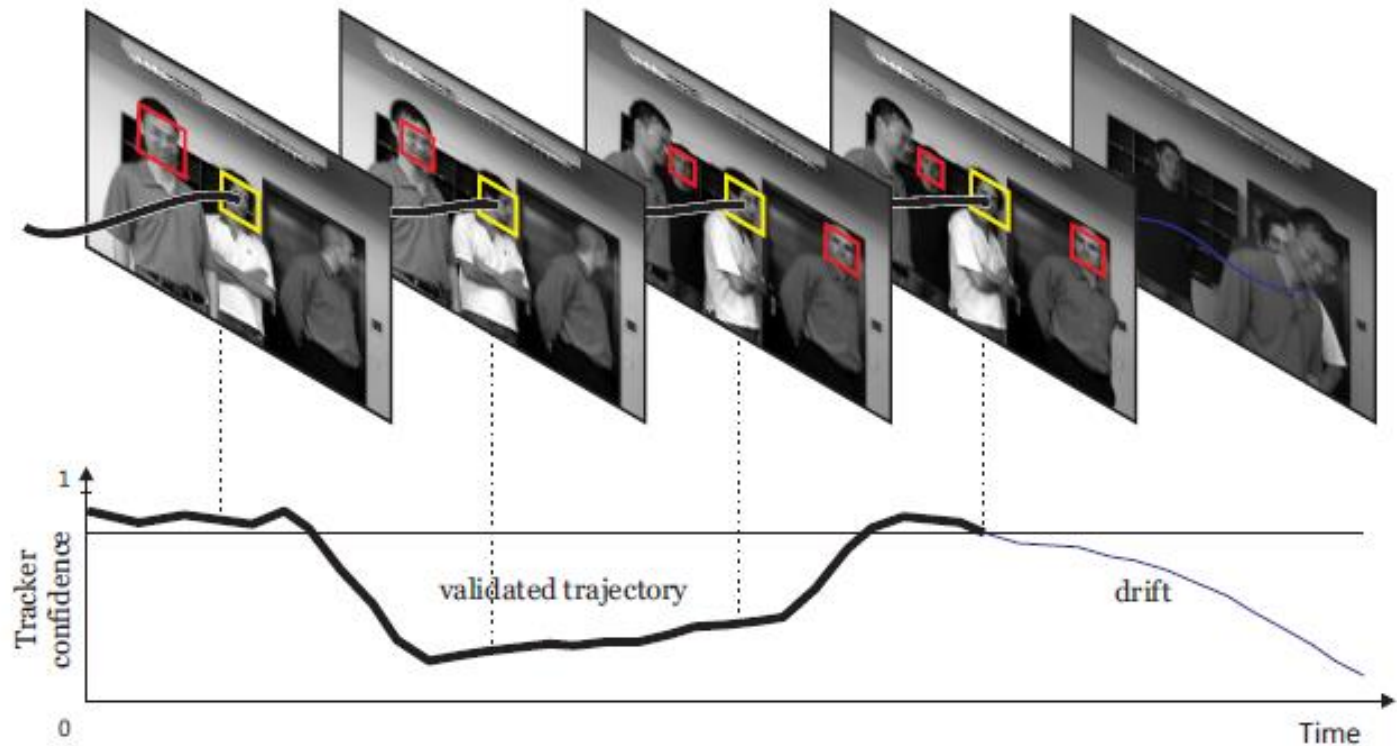 1
Tracker
confidence
validated trajectory
drift
0
Time